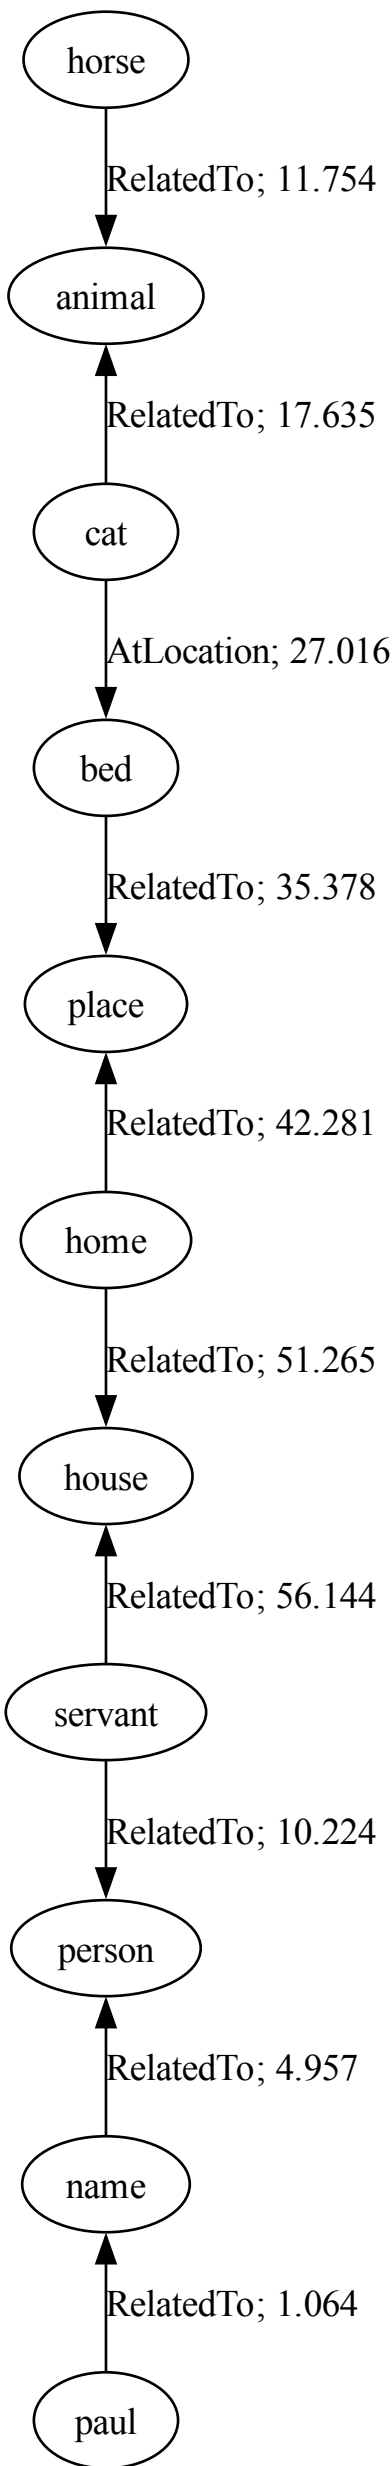 horse
RelatedTo; 11.754
animal
RelatedTo; 17.635
cat
AtLocation; 27.016
bed
RelatedTo; 35.378
place
RelatedTo; 42.281
home
RelatedTo; 51.265
house
RelatedTo; 56.144
servant
RelatedTo; 10.224
person
RelatedTo; 4.957
name
RelatedTo; 1.064
paul